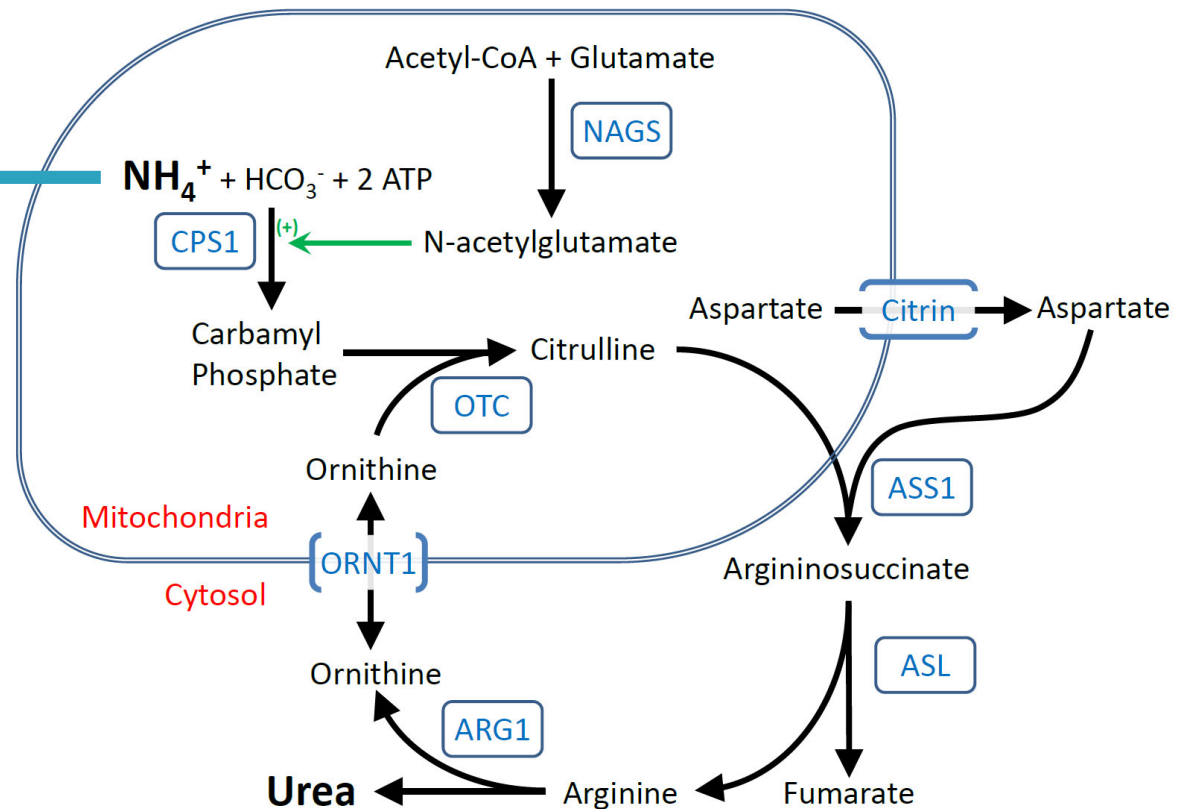 Acetyl-CoA + Glutamate
NAGS
NH₄⁺ + HCO₃⁻ + 2 ATP
CPS1
(+)
N-acetylglutamate
Aspartate
Citrin
Aspartate
Carbamyl
Phosphate
Citrulline
OTC
Ornithine
ASS1
Mitochondria
ORNT1
Argininosuccinate
Cytosol
Ornithine
ASL
ARG1
Urea
Arginine
Fumarate